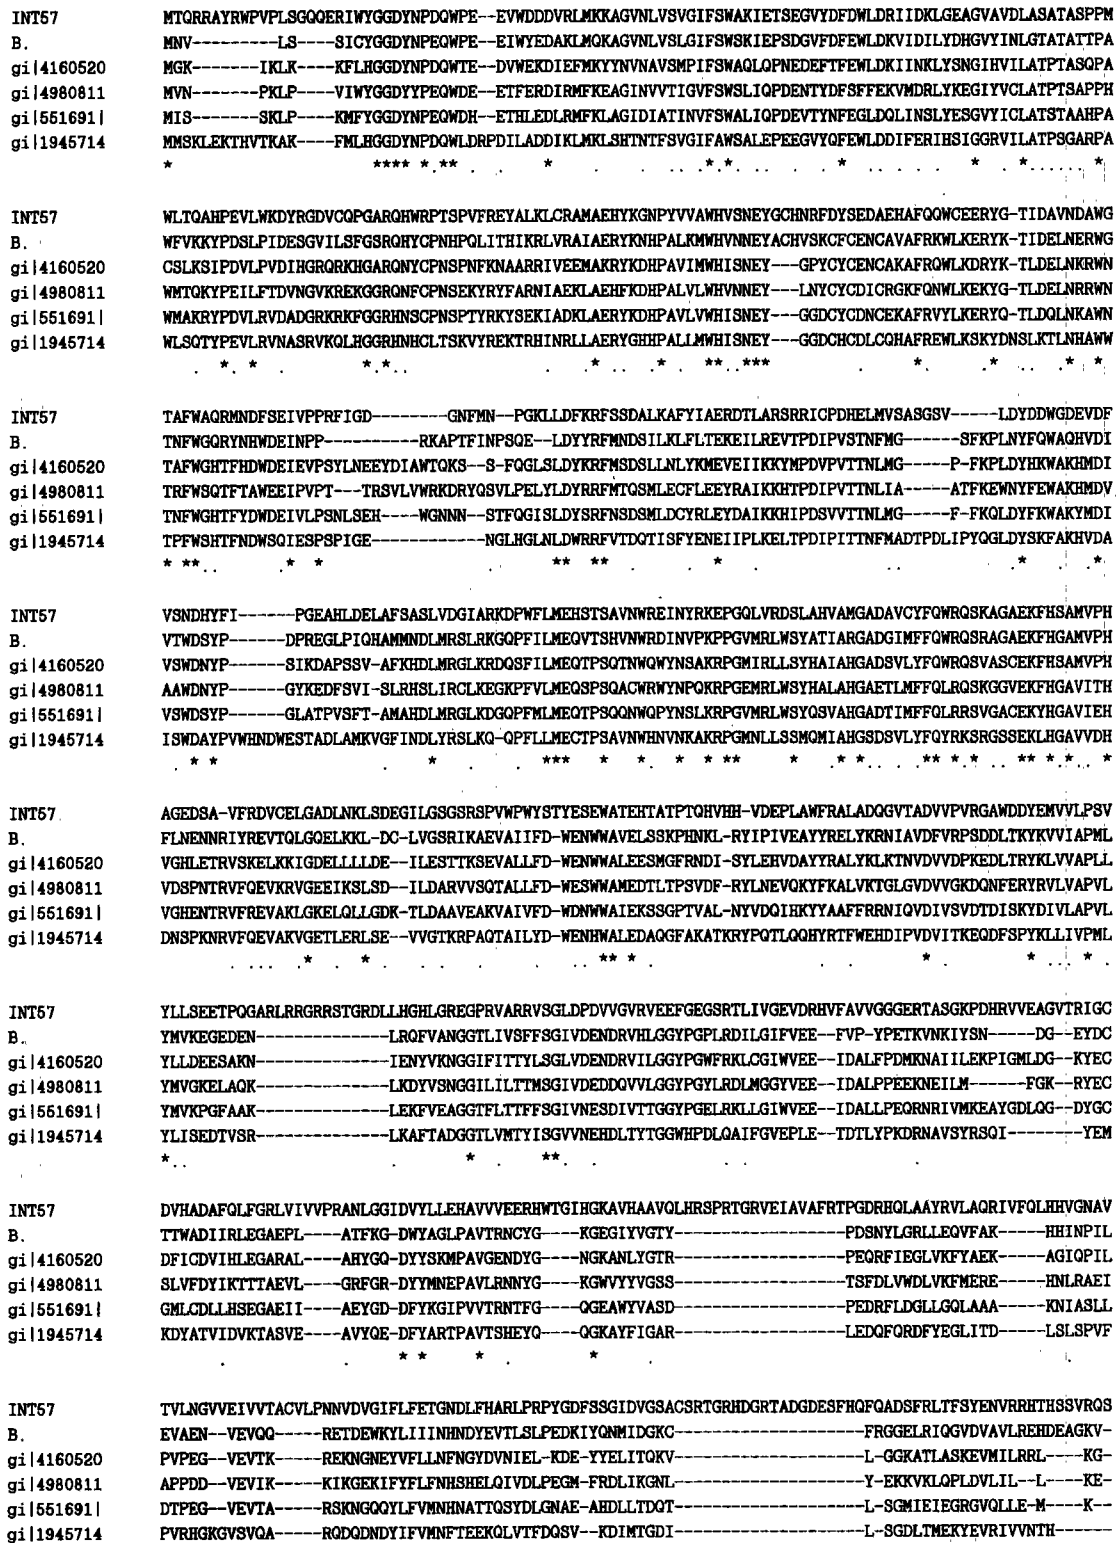 INT57 MTQRRAYRWPVPLSGQQERIWYGGDYNPDQWPE--EVWDDDVRLMKKAGVNLVSVGIFSWAKIETSEGVYDFDWLDRIIDKLGEAGVAVDLASATASPPM
B. MNV---------LS----SICYGGDYNPEQWPE--EIWYEDAKLMQKAGVNLVSLGIFSWSKIEPSDGVFDFEWLDKVIDILYDHGVYINLGTATATTPA
gi|4160520 MGK-------IKLK----KFLHGGDYNPDQWTE--DVWEKDIEFMKYYNVNAVSMPIFSWAQLQPNEDEFTFEWLDKIINKLYSNGIHVILATPTASQPA
gi|4980811 MVN-------PKLP----VIWYGGDYYPEQWDE--ETFERDIRMFKEAGINVVTIGVFSWSLIQPDENTYDFSFFEKVMDRLYKEGIYVCLATPTSAPPH
gi|551691| MIS-------SKLP----KMFYGGDYNPEQWDH--ETHLEDLRMFKLAGIDIATINVFSWALIQPDEVTYNFEGLDQLINSLYESGVYICLATSTAAHPA
gi|1945714 MMSKLEKTHVTKAK----FMLHGGDYNPDQWLDRPDILADDIKLMKLSHTNTFSVGIFAWSALEPEEGVYQFEWLDDIFERIHSIGGRVILATPSGARPA
INT57 WLTQAHPEVLWKDYRGDVCQPGARQHWRPTSPVFREYALKLCRAMAEHYKGNPYVVAWHVSNEYGCHNRFDYSEDAEHAFQQWCEERYG-TIDAVNDAWG
B. WFVKKYPDSLPIDESGVILSFGSRQHYCPNHPQLITHIKRLVRAIAERYKNHPALKMWHVNNEYACHVSKCFCENCAVAFRKWLKERYK-TIDELNERWG
gi|4160520 CSLKSIPDVLPVDIHGRQRKHGARQNYCPNSPNFKNAARRIVEEMAKRYKDHPAVIMWHISNEY---GPYCYCENCAKAFRQWLKDRYK-TLDELNKRWN
gi|4980811 WMTQKYPEILFTDVNGVKREKGGRQNFCPNSEKYRYFARNIAEKLAEHFKDHPALVLWHVNNEY---LNYCYCDICRGKFQNWLKEKYG-TLDELNRRWN
gi|551691| WMAKRYPDVLRVDADGRKRKFGGRHNSCPNSPTYRKYSEKIADKLAERYKDHPAVLVWHISNEY---GGDCYCDNCEKAFRVYLKERYQ-TLDQLNKAWN
gi|1945714 WLSQTYPEVLRVNASRVKQLHGGRHNHCLTSKVYREKTRHINRLLAERYGHHPALLMWHISNEY---GGDCHCDLCQHAFREWLKSKYDNSLKTLNHAWW
INT57 TAFWAQRMNDFSEIVPPRFIGD--------GNFMN--PGKLLDFKRFSSDALKAFYIAERDTLARSRRICPDHELMVSASGSV-----LDYDDWGDEVDF
B. TNFWGQRYNHWDEINPP-----------RKAPTFINPSQE--LDYYRFMNDSILKLFLTEKEILREVTPDIPVSTNFMG------SFKPLNYFQWAQHVDI
gi|4160520 TAFWGHTFHDWDEIEVPSYLNEEYDIAWTQKS--S-FQGLSLDYKRFMSDSLLNLYKMEVEIIKKYMPDVPVTTNLMG-----P-FKPLDYHKWAKHMDI
gi|4980811 TRFWSQTFTAWEEIPVPT---TRSVLVWRKDRYQSVLPELYLDYRRFMTQSMLECFLEEYRAIKKHTPDIPVTTNLIA-----ATFKEWNYFEWAKHMDV
gi|551691| TNFWGHTFYDWDEIVLPSNLSEH----WGNNN--STFQGISLDYSRFNSDSMLDCYRLEYDAIKKHIPDSVVTTNLMG-----F-FKQLDYFKWAKYMDI
gi|1945714 TPFWSHTFNDWSQIESPSPIGE--------NGLHGLNLDWRRFVTDQTISFYENEIIPLKELTPDIPITTNFMADTPDLIPYQGLDYSKFAKHVDA
INT57 VSNDHYFI------PGEAHLDELAFSASLVDGIARKDPWFLMEHSTSAVNWREINYRKEPGQLVRDSLAHVAMGADAVCYFQWRQSKAGAEKFHSAMVPH
B. VTWDSYP-------DPREGLPIQHAMMNDLMRSLRKGQPFILMEQVTSHVNWRDINVPKPPGVMRLWSYATIARGADGIMFFQWRQSRAGAEKFHGAMVPH
gi|4160520 VSWDNYP-------SIKDAPSSV-AFKHDLMRGLKRDQSFILMEQTPSQTNWQWYNSAKRPGMIRLLSYHAIAHGADSVLYFQWRQSVASCEKFHSAMVPH
gi|4980811 AAWDNYP-------GYKEDFSVI-SLRHSLIRCLKEGKPFVLMEQSPSQACWRWYNPQKRPGEMRLWSYHALAHGAETLMFFQLRQSKGGVEKFHGAVITH
gi|551691| VSWDSYP-------GLATPVSFT-AMAHDLMRGLKDGQPFMLMEQTPSQQNWQPYNSLKRPGVMRLWSYQSVAHGADTIMFFQLRRSVGACEKYHGAVIEH
gi|1945714 ISWDAYPVWHNDWESTADLAMKVGFINDLYRSLKQ-QPFLLMECTPSAVNWHNVNKAKRPGMNLLSSMQMIAHGSDSVLYFQYRKSRGSSEKLHGAVVDH
INT57 AGEDSA-VFRDVCELGADLNKLSDEGILGSGSRSPVWPWYSTYESEWATEHTATPTQHVHH-VDEPLAWFRALADQGVTADVVPVRGAWDDYEMVVLPSV
B. FLNENNRIYREVTQLGQELKKL-DC-LVGSRIKAEVAIIFD-WENWWAVELSSKPHNKL-RYIPIVEAYYRELYKRNIAVDFVRPSDDLTKYKVVIAPML
gi|4160520 VGHLETRVSKELKKIGDELLLLDE--ILESTTKSEVALLFD-WENWWALEESMGFRNDI-SYLEHVDAYYRALYKLKTNVDVVDPKEDLTRYKLVVAPLL
gi|4980811 VDSPNTRVFQEVKRVGEEIKSLSD--ILDARVVSQTALLFD-WESWWAMEDTLTPSVDF-RYLNEVQKYFKALVKTGLGVDVVGKDQNFERYRVLVAPVL
gi|551691| VGHENTRVFREVAKLGKELQLLGDK-TLDAAVEAKVAIVFD-WDNWWAIEKSSGPTVAL-NYVDQIHKYYAAFFRRNIQVDIVSVDTDISKYDIVLAPVL
gi|1945714 DNSPKNRVFQEVAKVGETLERLSE--VVGTKRPAQTAILYD-WENHWALEDAQGFAKATKRYPQTLQQHYRTFWEHDIPVDVITKEQDFSPYKLLIVPML
INT57 YLLSEETPQGARLRRGRRSTGRDLLHGHLGREGPRVARRVSGLDPDVVGVRVEEFGEGSRTLIVGEVDRHVFAVVGGGERTASGKPDHRVVEAGVTRIGC
B. YMVKEGEDEN--------------LRQFVANGGTLIVSFFSGIVDENDRVHLGGYPGPLRDILGIFVEE--FVP-YPETKVNKIYSN-----DG--EYDC
gi|4160520 YLLDEESAKN--------------IENYVKNGGIFITTYLSGLVDENDRVILGGYPGWFRKLCGIWVEE--IDALFPDMKNAIILEKPIGMLDG--KYEC
gi|4980811 YMVGKELAQK--------------LKDYVSNGGILILTTMSGIVDEDDQVVLGGYPGYLRDLMGGYVEE--IDALPPEEKNEILM------FGK--RYEC
gi|551691| YMVKPGFAAK--------------LEKFVEAGGTFLTTFFSGIVNESDIVTTGGYPGELRKLLGIWVEE--IDALLPEQRNRIVMKEAYGDLQG--DYGC
gi|1945714 YLISEDTVSR--------------LKAFTADGGTLVMTYISGVVNEHDLTYTGGWHPDLQAIFGVEPLE--TDTLYPKDRNAVSYRSQI--------YEM
INT57 DVHADAFQLFGRLVIVVPRANLGGIDVYLLEHAVVVEERHWTGIHGKAVHAAVQLHRSPRTGRVEIAVAFRTPGDRHQLAAYRVLAQRIVFQLHHVGNAV
B. TTWADIIRLEGAEPL----ATFKG-DWYAGLPAVTRNCYG----KGEGIYVGTY------------------PDSNYLGRLLEQVFAK-----HHINPIL
gi|4160520 DFICDVIHLEGARAL----AHYGQ-DYYSKMPAVGENDYG----NGKANLYGTR------------------PEQRFIEGLVKFYAEK-----AGIQPIL
gi|4980811 SLVFDYIKTTTAEVL----GRFGR-DYYMNEPAVLRNNYG----KGWVYYVGSS------------------TSFDLVWDLVKFMERE-----HNLRAEI
gi|551691| GMLCDLLHSEGAEII----AEYGD-DFYKGIPVVTRNTFG----QGEAWYVASD------------------PEDRFLDGLLGQLAAA-----KNIASLL
gi|1945714 KDYATVIDVKTASVE----AVYQE-DFYARTPAVTSHEYQ----QGKAYFIGAR------------------LEDQFQRDFYEGLITD-----LSLSPVF
INT57 TVLNGVVEIVVTACVLPNNVDVGIFLFETGNDLFHARLPRPYGDFSSGIDVGSACSRTGRHDGRTADGDESFHQFQADSFRLTFSYENVRRHTHSSVRQS
B. EVAEN--VEVQQ-----RETDEWKYLIIINHNDYEVTLSLPEDKIYQNMIDGKC--------------------FRGGELRIQGVDVAVLREHDEAGKV-
gi|4160520 PVPEG--VEVTK-----REKNGNEYVFLLNFNGYDVNIEL-KDE-YYELITQKV--------------------L-GGKATLASKEVMILRRL---KG-
gi|4980811 APPDD--VEVIK-----KIKGEKIFYFLFNHSHELQIVDLPEGM-FRDLIKGNL--------------------Y-EKKVKLQPLDVLIL--L---KE-
gi|551691| DTPEG--VEVTA-----RSKNGQQYLFVMNHNATTQSYDLGNAE-AHDLLTDQT--------------------L-SGMIEIEGRGVQLLE-M---K--
gi|1945714 PVRHGKGVSVQA-----RQDQDNDYIFVMNFTEEKQLVTFDQSV--KDIMTGDI--------------------L-SGDLTMEKYEVRIVVNTH------